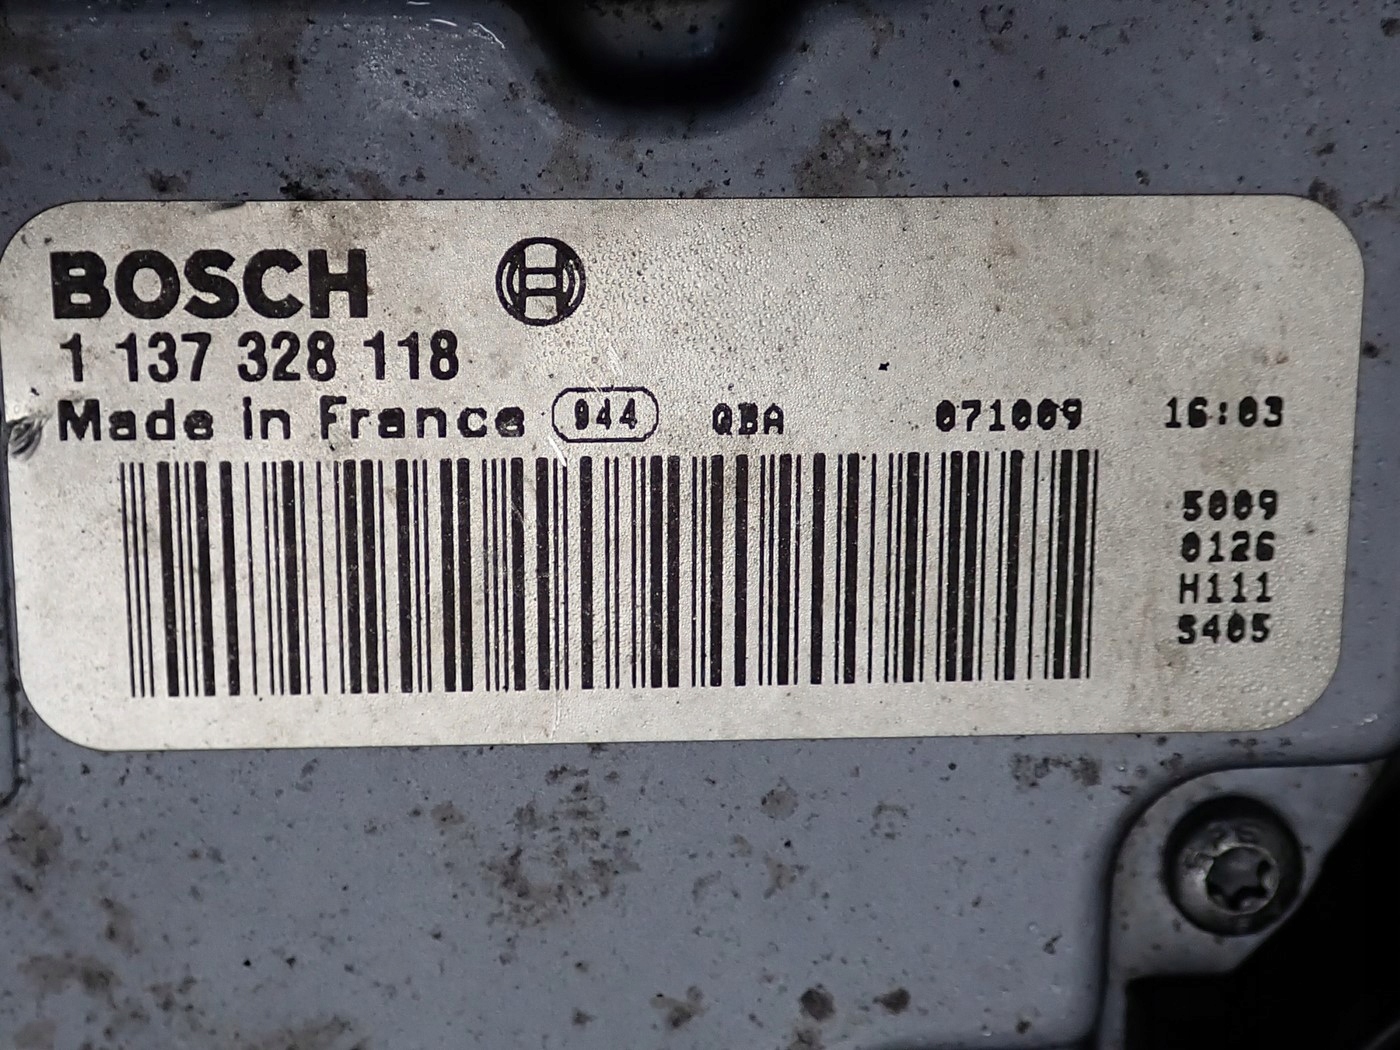 BOSCH
1 137 328 118
Made in France 944 QBA 071009 16:03
5009
0126
H111
S405